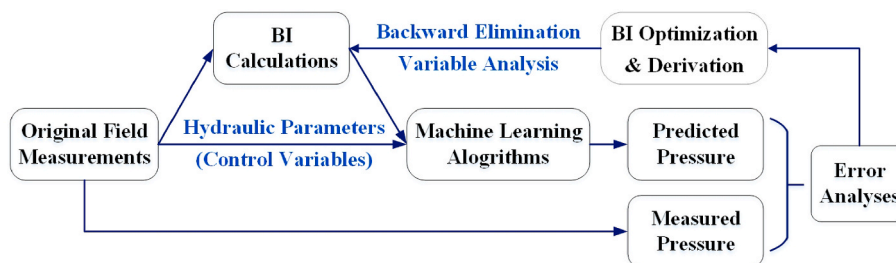 BI
Calculations
Backward Elimination
Variable Analysis
BI Optimization
& Derivation
Original Field
Measurements
Hydraulic Parameters
(Control Variables)
Machine Learning
Alogrithms
Predicted
Pressure
Measured
Pressure
Error
Analyses